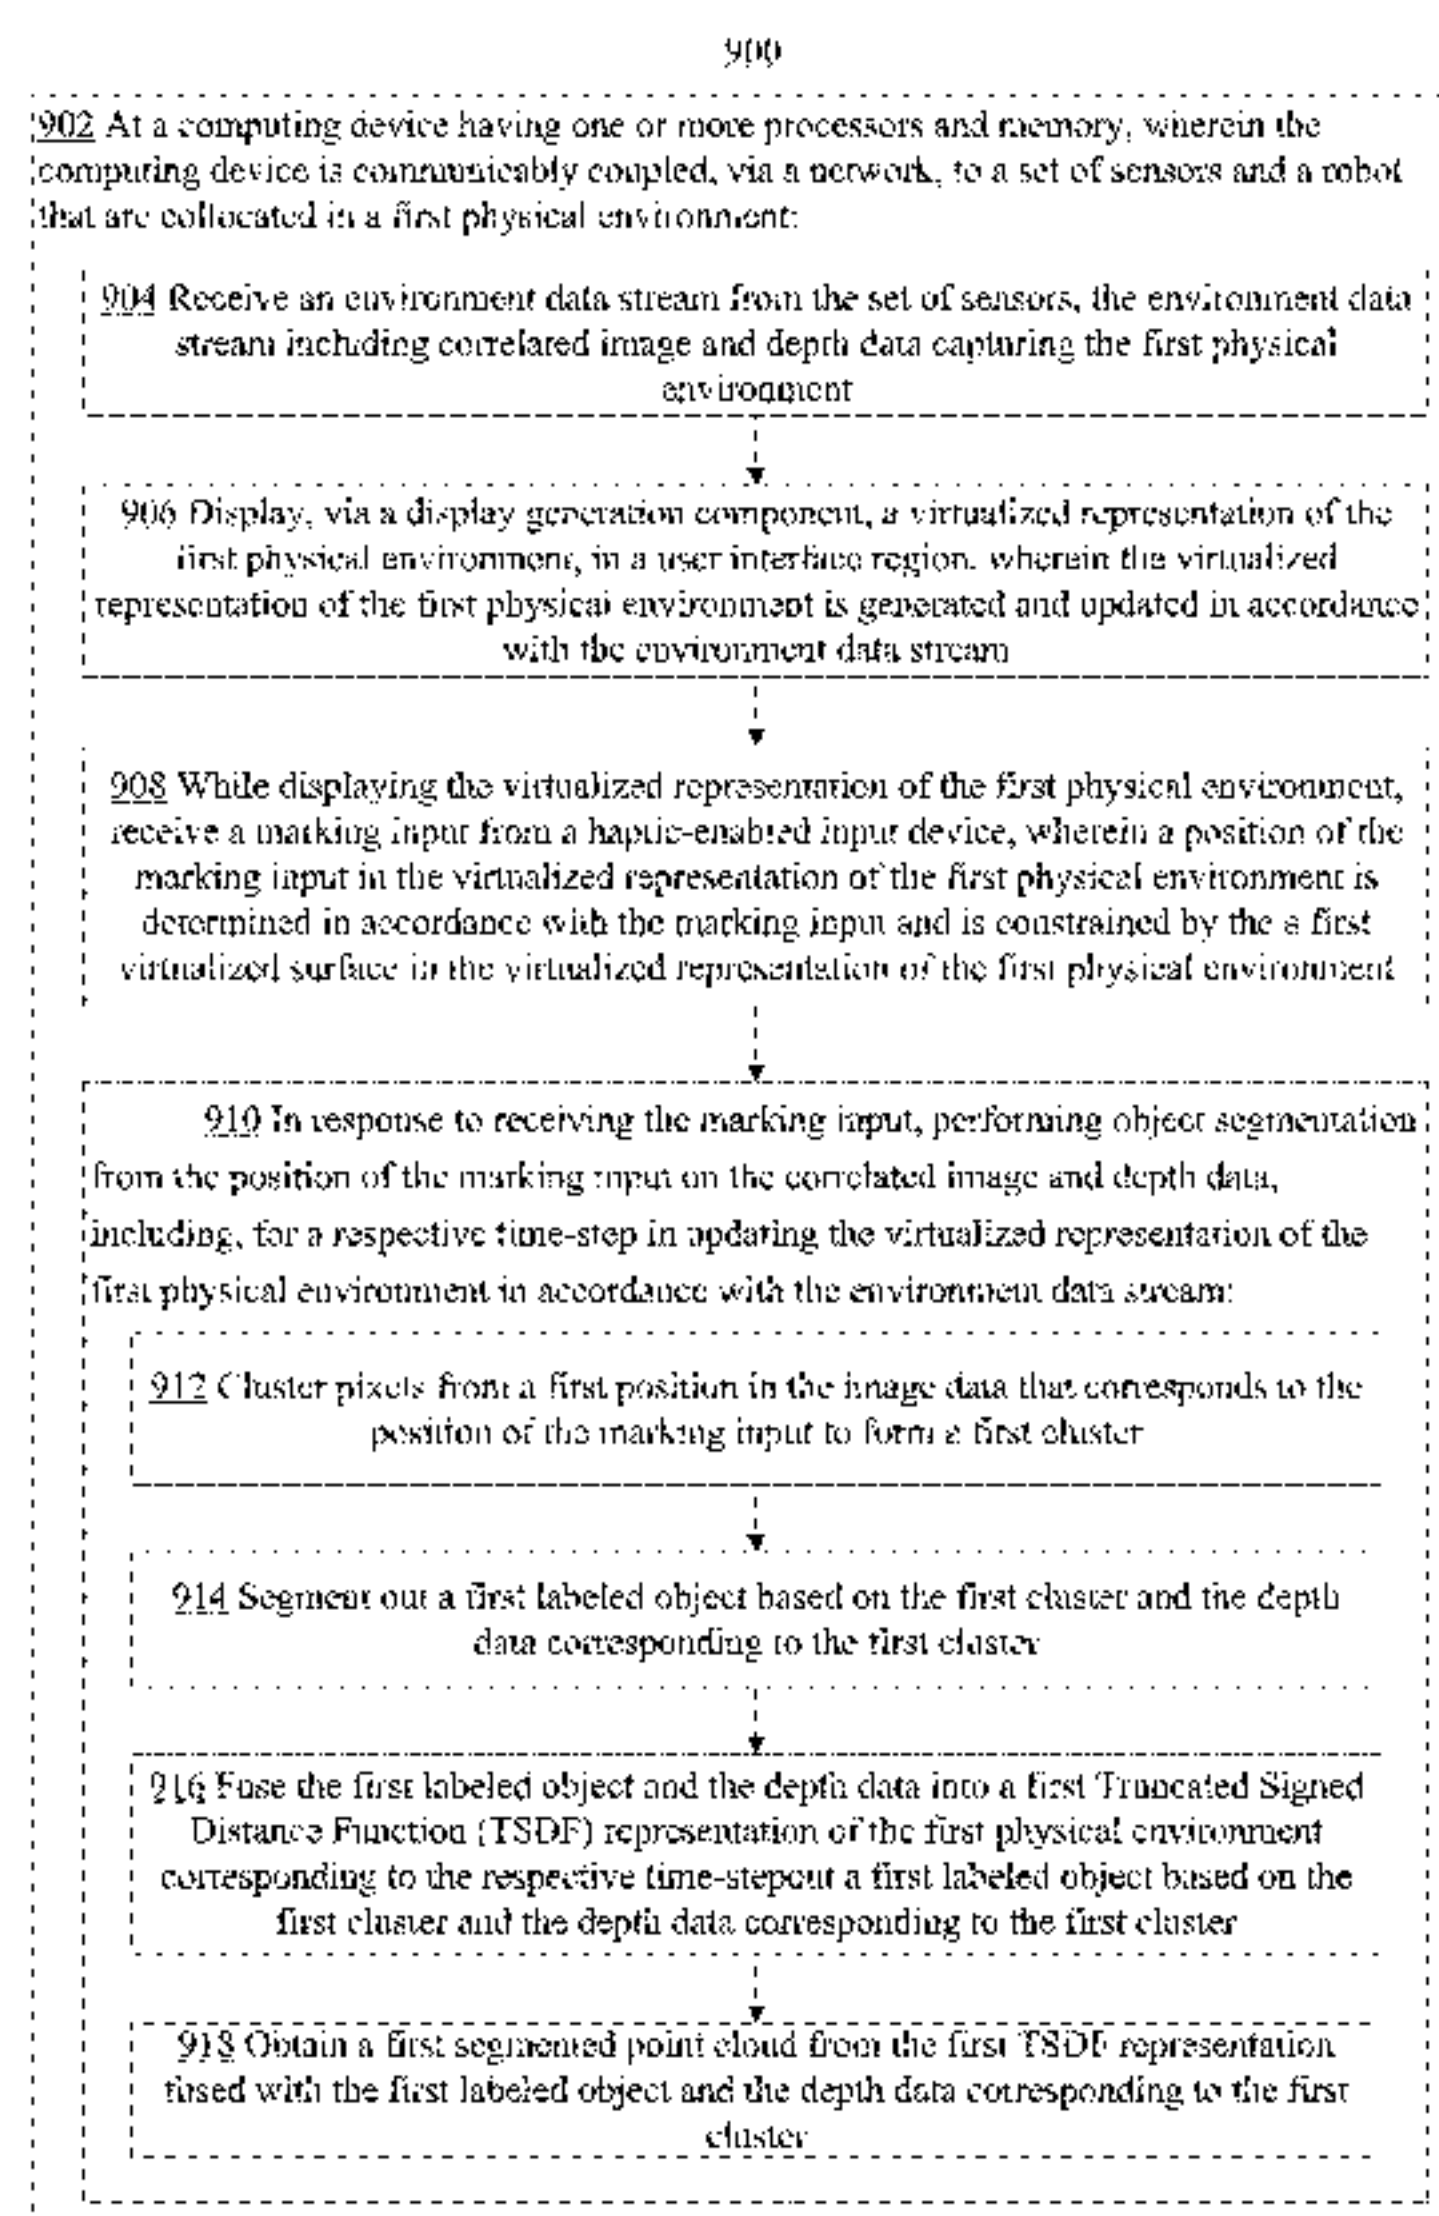 900
902 At a computing device having one or more processors and memory, wherein the
computing device is communicably coupled, via a network, to a set of sensors and a robot
that are collocated in a first physical environment:
904 Receive an environment data stream from the set of sensors, the environment data
stream including correlated image and depth data capturing the first physical
environment
906 Display, via a display generation component, a virtualized representation of the
first physical environment, in a user interface region, wherein the virtualized
representation of the first physical environment is generated and updated in accordance
with the environment data stream
908 While displaying the virtualized representation of the first physical environment,
receive a marking input from a haptic-enabled input device, wherein a position of the
marking input in the virtualized representation of the first physical environment is
determined in accordance with the marking input and is constrained by the a first
virtualized surface in the virtualized representation of the first physical environment
910 In response to receiving the marking input, performing object segmentation
from the position of the marking input on the correlated image and depth data,
including, for a respective time-step in updating the virtualized representation of the
first physical environment in accordance with the environment data stream:
912 Cluster pixels from a first position in the image data that corresponds to the
position of the marking input to form a first cluster
914 Segment out a first labeled object based on the first cluster and the depth
data corresponding to the first cluster
916 Fuse the first labeled object and the depth data into a first Truncated Signed
Distance Function (TSDF) representation of the first physical environment
corresponding to the respective time-stepout a first labeled object based on the
first cluster and the depth data corresponding to the first cluster
918 Obtain a first segmented point cloud from the first TSDF representation
fused with the first labeled object and the depth data corresponding to the first
cluster